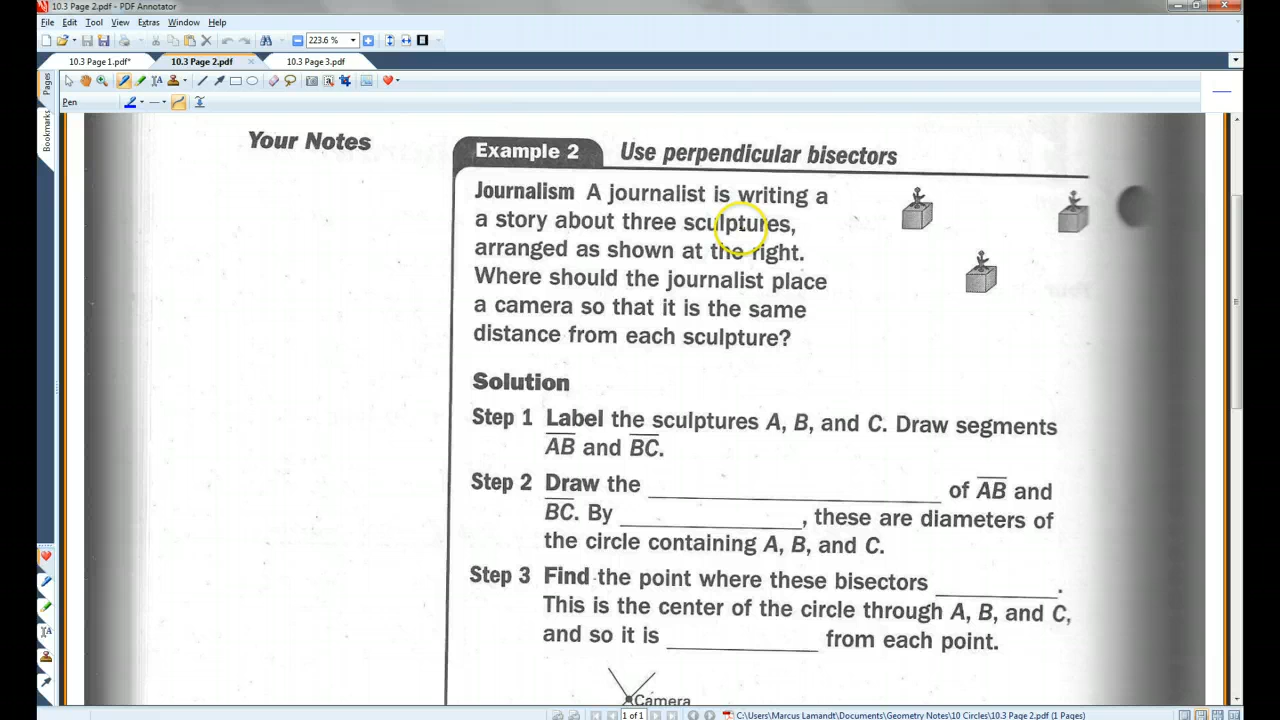 10.3 Page 2.pdf - PDF Annotator
File Edit Tool View Extras Window Help
223.6 %
10.3 Page 1.pdf* 10.3 Page 2.pdf 10.3 Page 3.pdf
Pen
Pages
Bookmarks
Your Notes
Example 2 Use perpendicular bisectors
Journalism A journalist is writing a
a story about three sculptures,
arranged as shown at the right.
Where should the journalist place
a camera so that it is the same
distance from each sculpture?
Solution
Step 1 Label the sculptures A, B, and C. Draw segments
AB and BC.
Step 2 Draw the ____ of AB and
BC. By ____, these are diameters of
the circle containing A, B, and C.
Step 3 Find the point where these bisectors ____.
This is the center of the circle through A, B, and C,
and so it is ____ from each point.
Camera
1 of 1 C:\Users\Marcus Lamandt\Documents\Geometry Notes\10 Circles\10.3 Page 2.pdf (1 Pages)